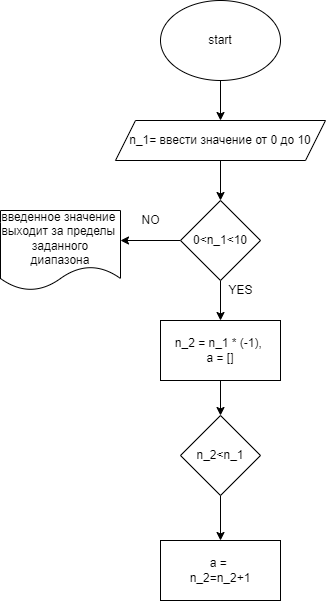 start
n_1= ввести значение от 0 до 10
NO
введенное значение
выходит за пределы
заданного
диапазона
0<n_1<10
YES
n_2 = n_1 * (-1),
a = []
n_2<n_1
a =
n_2=n_2+1